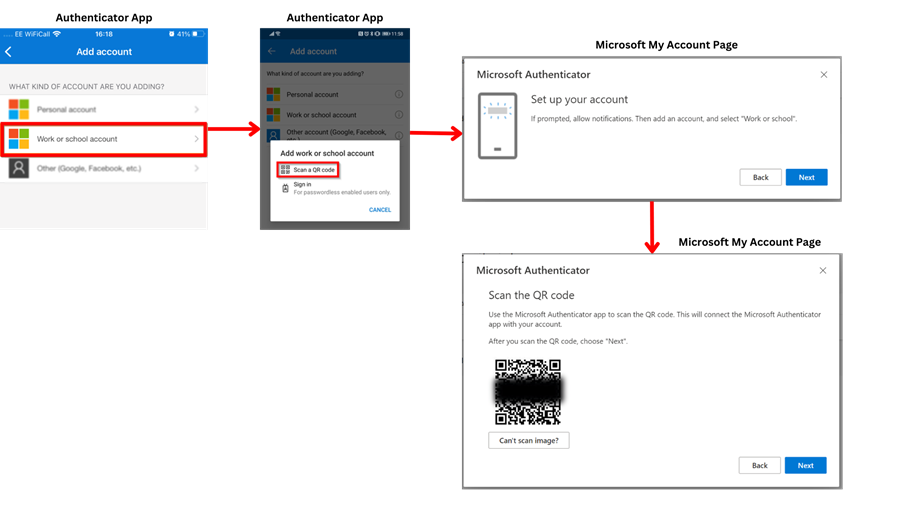 Authenticator App
..... EE WiFiCall 16:18 41%
Add account
WHAT KIND OF ACCOUNT ARE YOU ADDING?
Personal account
Work or school account
Other (Google, Facebook, etc.)
Authenticator App
11:58
Add account
What kind of account are you adding?
Personal account
Work or school account
Other account (Google, Facebook,
etc.)
Add work or school account
Scan a QR code
Sign in
For passwordless enabled users only.
CANCEL
Microsoft My Account Page
Microsoft Authenticator
Set up your account
If prompted, allow notifications. Then add an account, and select "Work or school".
Back
Next
Microsoft My Account Page
Microsoft Authenticator
Scan the QR code
Use the Microsoft Authenticator app to scan the QR code. This will connect the Microsoft Authenticator
app with your account.
After you scan the QR code, choose "Next".
Can't scan image?
Back
Next